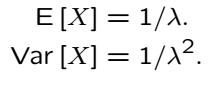 E [X] = 1/λ.
Var [X] = 1/λ².